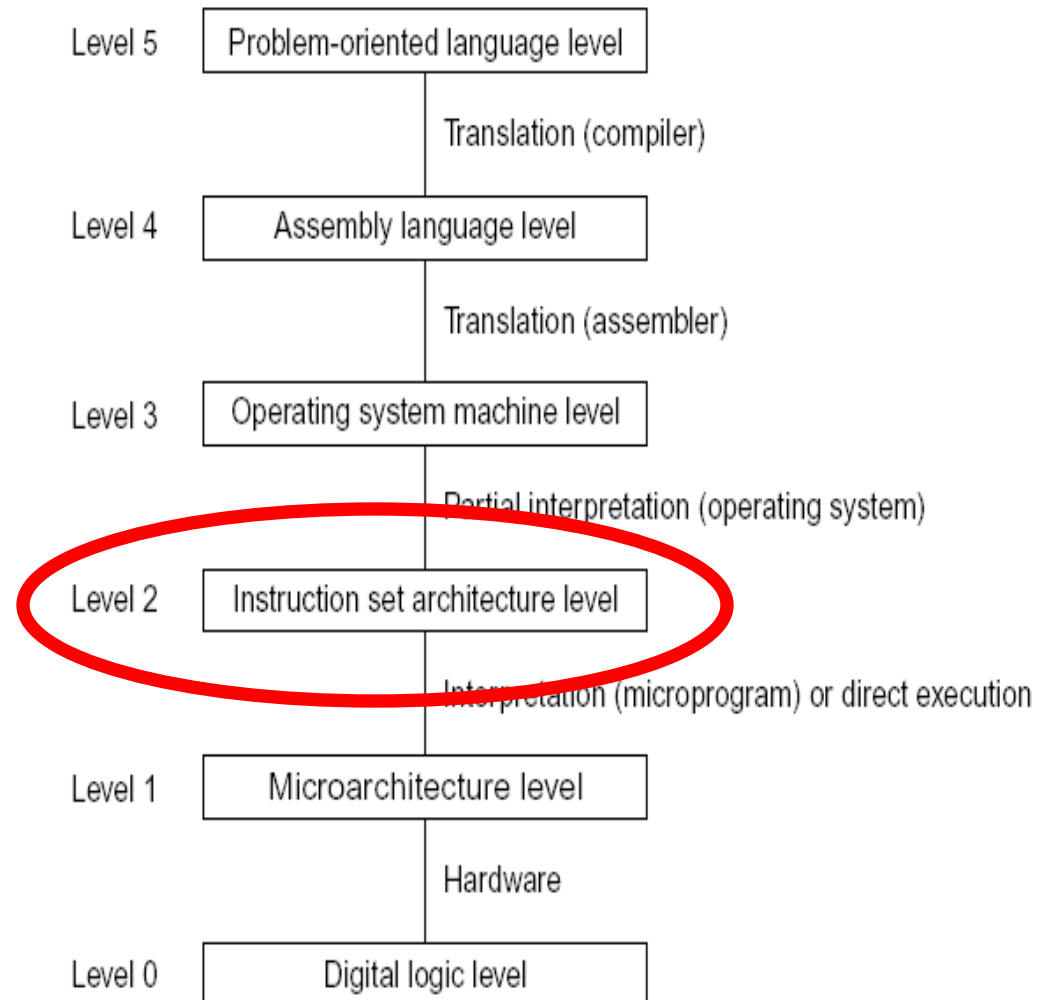 Level 5 Problem-oriented language level
Translation (compiler)
Level 4 Assembly language level
Translation (assembler)
Level 3 Operating system machine level
Partial interpretation (operating system)
Level 2 Instruction set architecture level
Interpretation (microprogram) or direct execution
Level 1 Microarchitecture level
Hardware
Level 0 Digital logic level